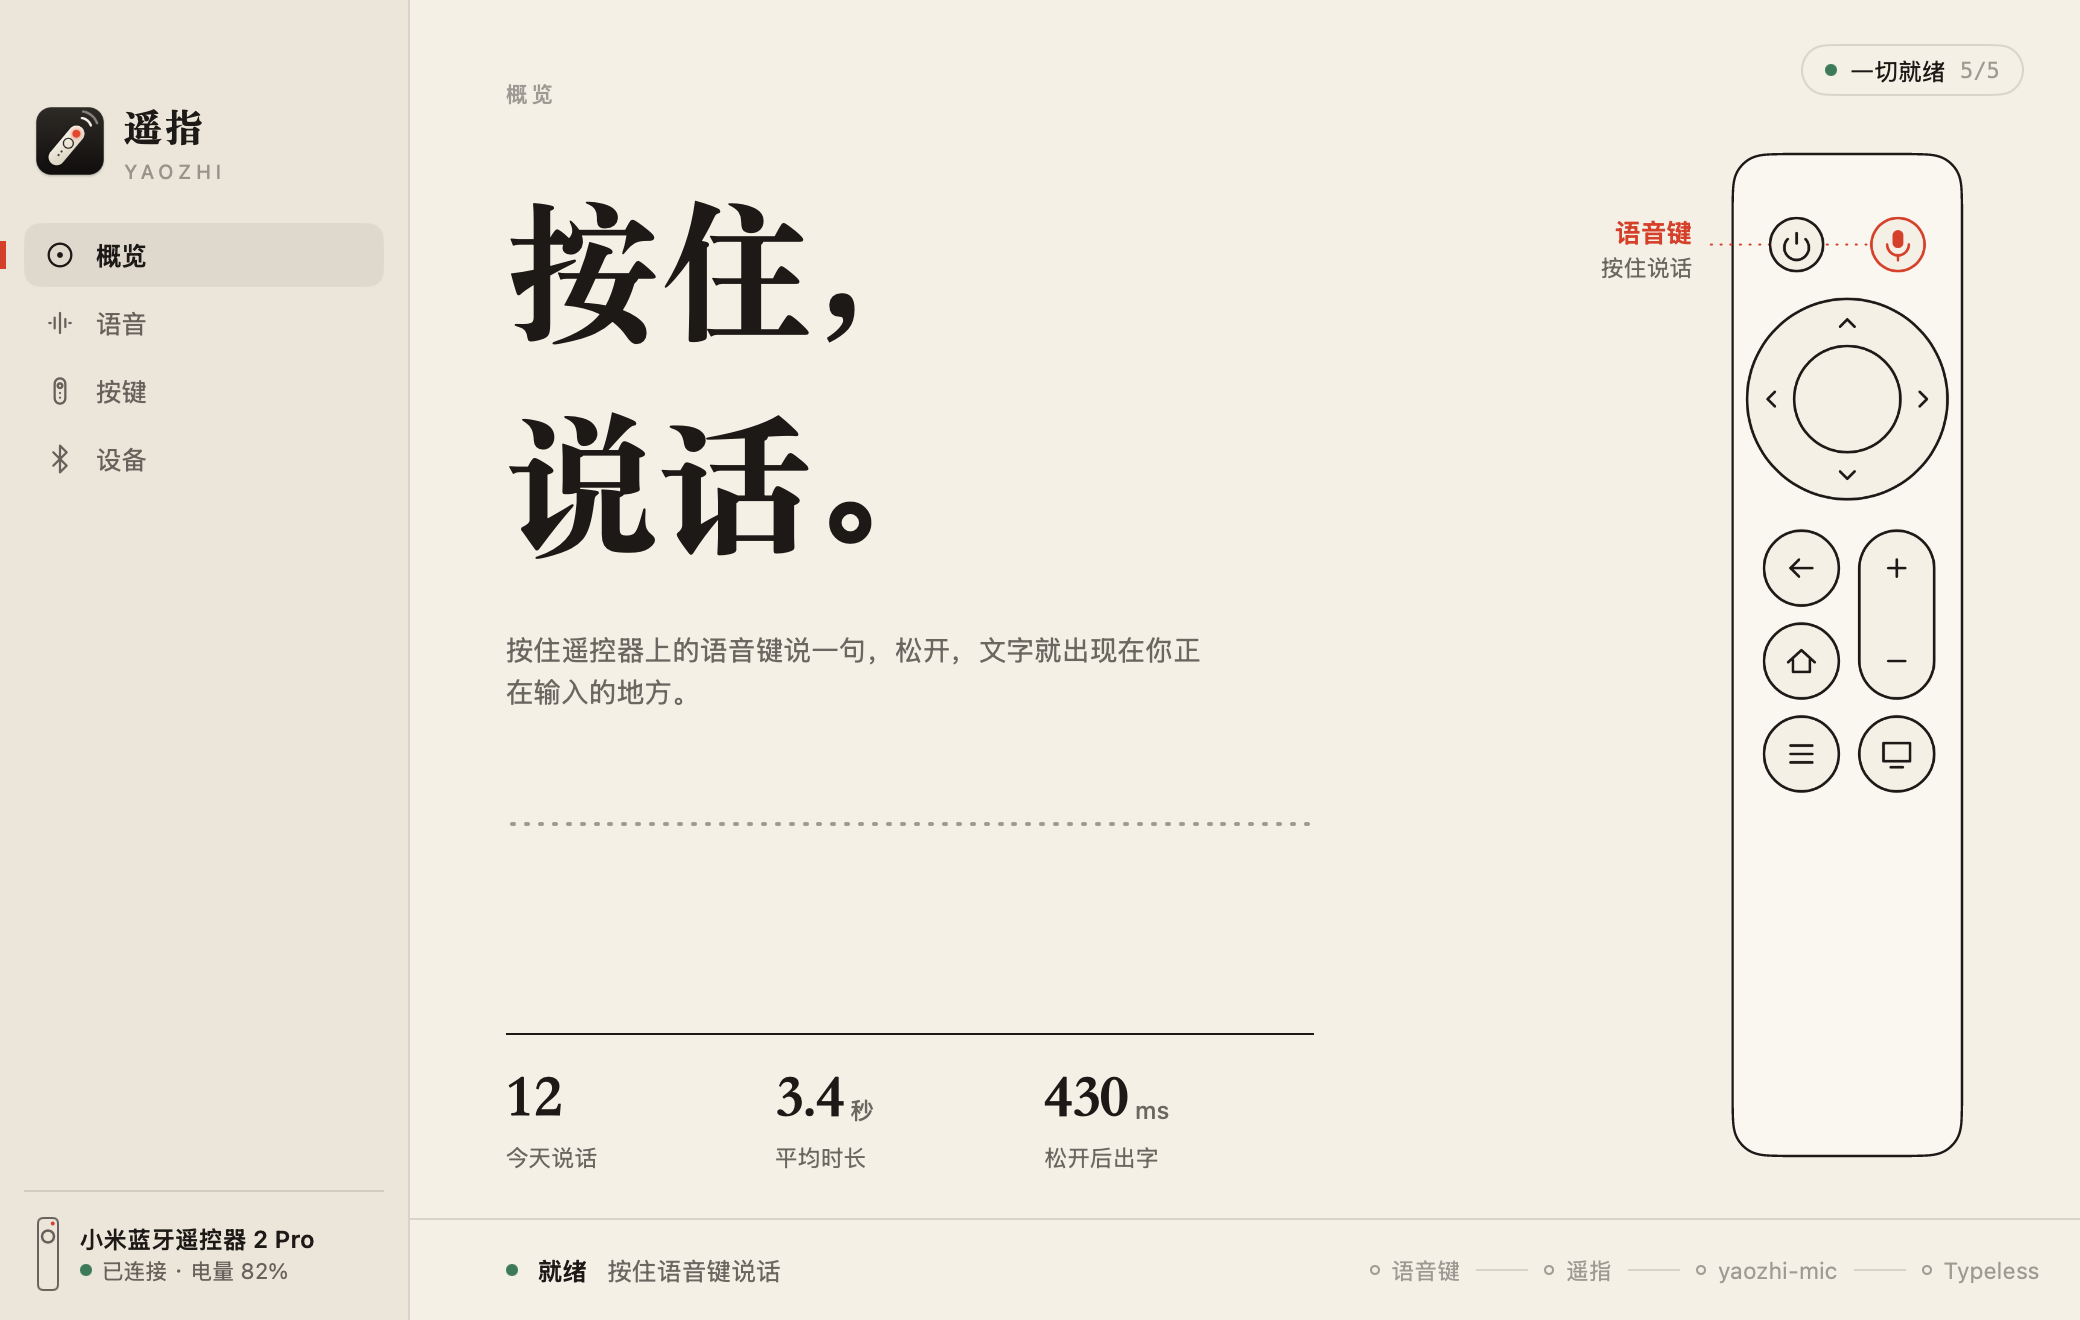 遥指
YAOZHI
概览
语音
按键
设备
小米蓝牙遥控器 2 Pro
已连接 · 电量 82%
概览
一切就绪 5/5
按住，
说话。
按住遥控器上的语音键说一句，松开，文字就出现在你正
在输入的地方。
语音键
按住说话
12
今天说话
3.4 秒
平均时长
430 ms
松开后出字
就绪 按住语音键说话
语音键 遥指 yaozhi-mic Typeless